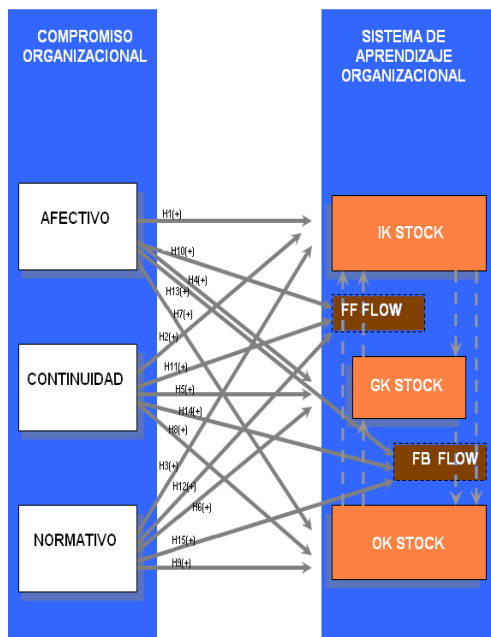 COMPROMISO
ORGANIZACIONAL
SISTEMA DE
APRENDIZAJE
ORGANIZACIONAL
AFECTIVO
CONTINUIDAD
NORMATIVO
H1(+)
H10(+)
H4(+)
H13(+)
H7(+)
H2(+)
H11(+)
H5(+)
H14(+)
H8(+)
H3(+)
H12(+)
H6(+)
H15(+)
H9(+)
IK STOCK
FF FLOW
GK STOCK
FB FLOW
OK STOCK